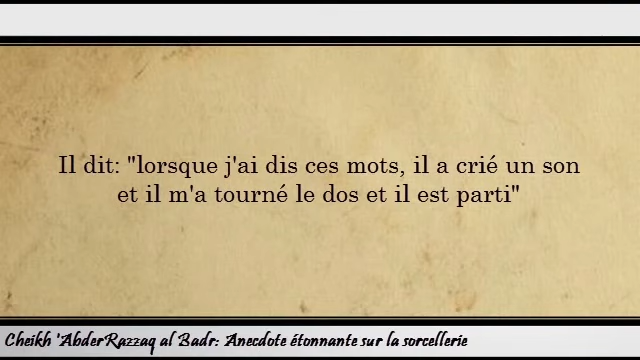 Il dit: "lorsque j'ai dis ces mots, il a crié un son
et il m'a tourné le dos et il est parti"
Cheikh 'AbderRazzaq al Badr: Anecdote étonnante sur la sorcellerie